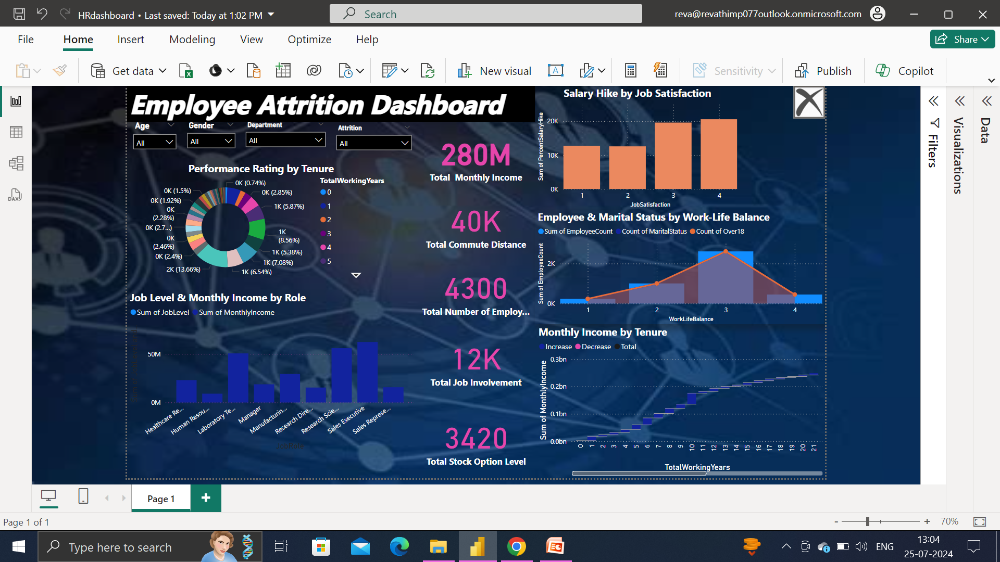 HRdashboard • Last saved: Today at 1:02 PM
Search
reva@revathimp077outlook.onmicrosoft.com
File Home Insert Modeling View Optimize Help
Share
Get data
New visual
Sensitivity
Publish
Copilot
Employee Attrition Dashboard
Age
All
Gender
All
Department
All
Attrition
All
Performance Rating by Tenure
0K (0.74%)
0K (2.85%)
1K (5.87%)
1K
(8.56%)
1K (5.38%)
1K (7.08%)
1K (6.54%)
2K (13.66%)
0K (2.4%)
0K
(2.46%)
0K (2.7...)
0K
(2.28%)
0K (1.92%)
0K (1.5%)
TotalWorkingYears
0
1
2
3
4
5
Job Level & Monthly Income by Role
Sum of JobLevel Sum of MonthlyIncome
50M
0M
Healthcare Re...
Human Resou...
Laboratory Te...
Manager
Manufacturin...
Research Dire...
Research Scie...
Sales Executive
Sales Represe...
JobRole
280M
Total  Monthly Income
40K
Total Commute Distance
4300
Total Number of Employ...
12K
Total Job Involvement
3420
Total Stock Option Level
Salary Hike by Job Satisfaction
Sum of PercentSalaryHike
20K
10K
0K
1 2 3 4
JobSatisfaction
Employee & Marital Status by Work-Life Balance
Sum of EmployeeCount Count of MaritalStatus Count of Over18
Sum of EmployeeCount
2K
0K
1 2 3 4
WorkLifeBalance
Monthly Income by Tenure
Increase Decrease Total
Sum of MonthlyIncome
0.3bn
0.2bn
0.1bn
0.0bn
0 1 2 3 4 5 6 7 8 9 10 11 12 13 14 15 16 17 18 19 20 21
TotalWorkingYears
Filters
Visualizations
Data
DAX
Page 1
Page 1 of 1
70%
Type here to search
ENG
13:04
25-07-2024